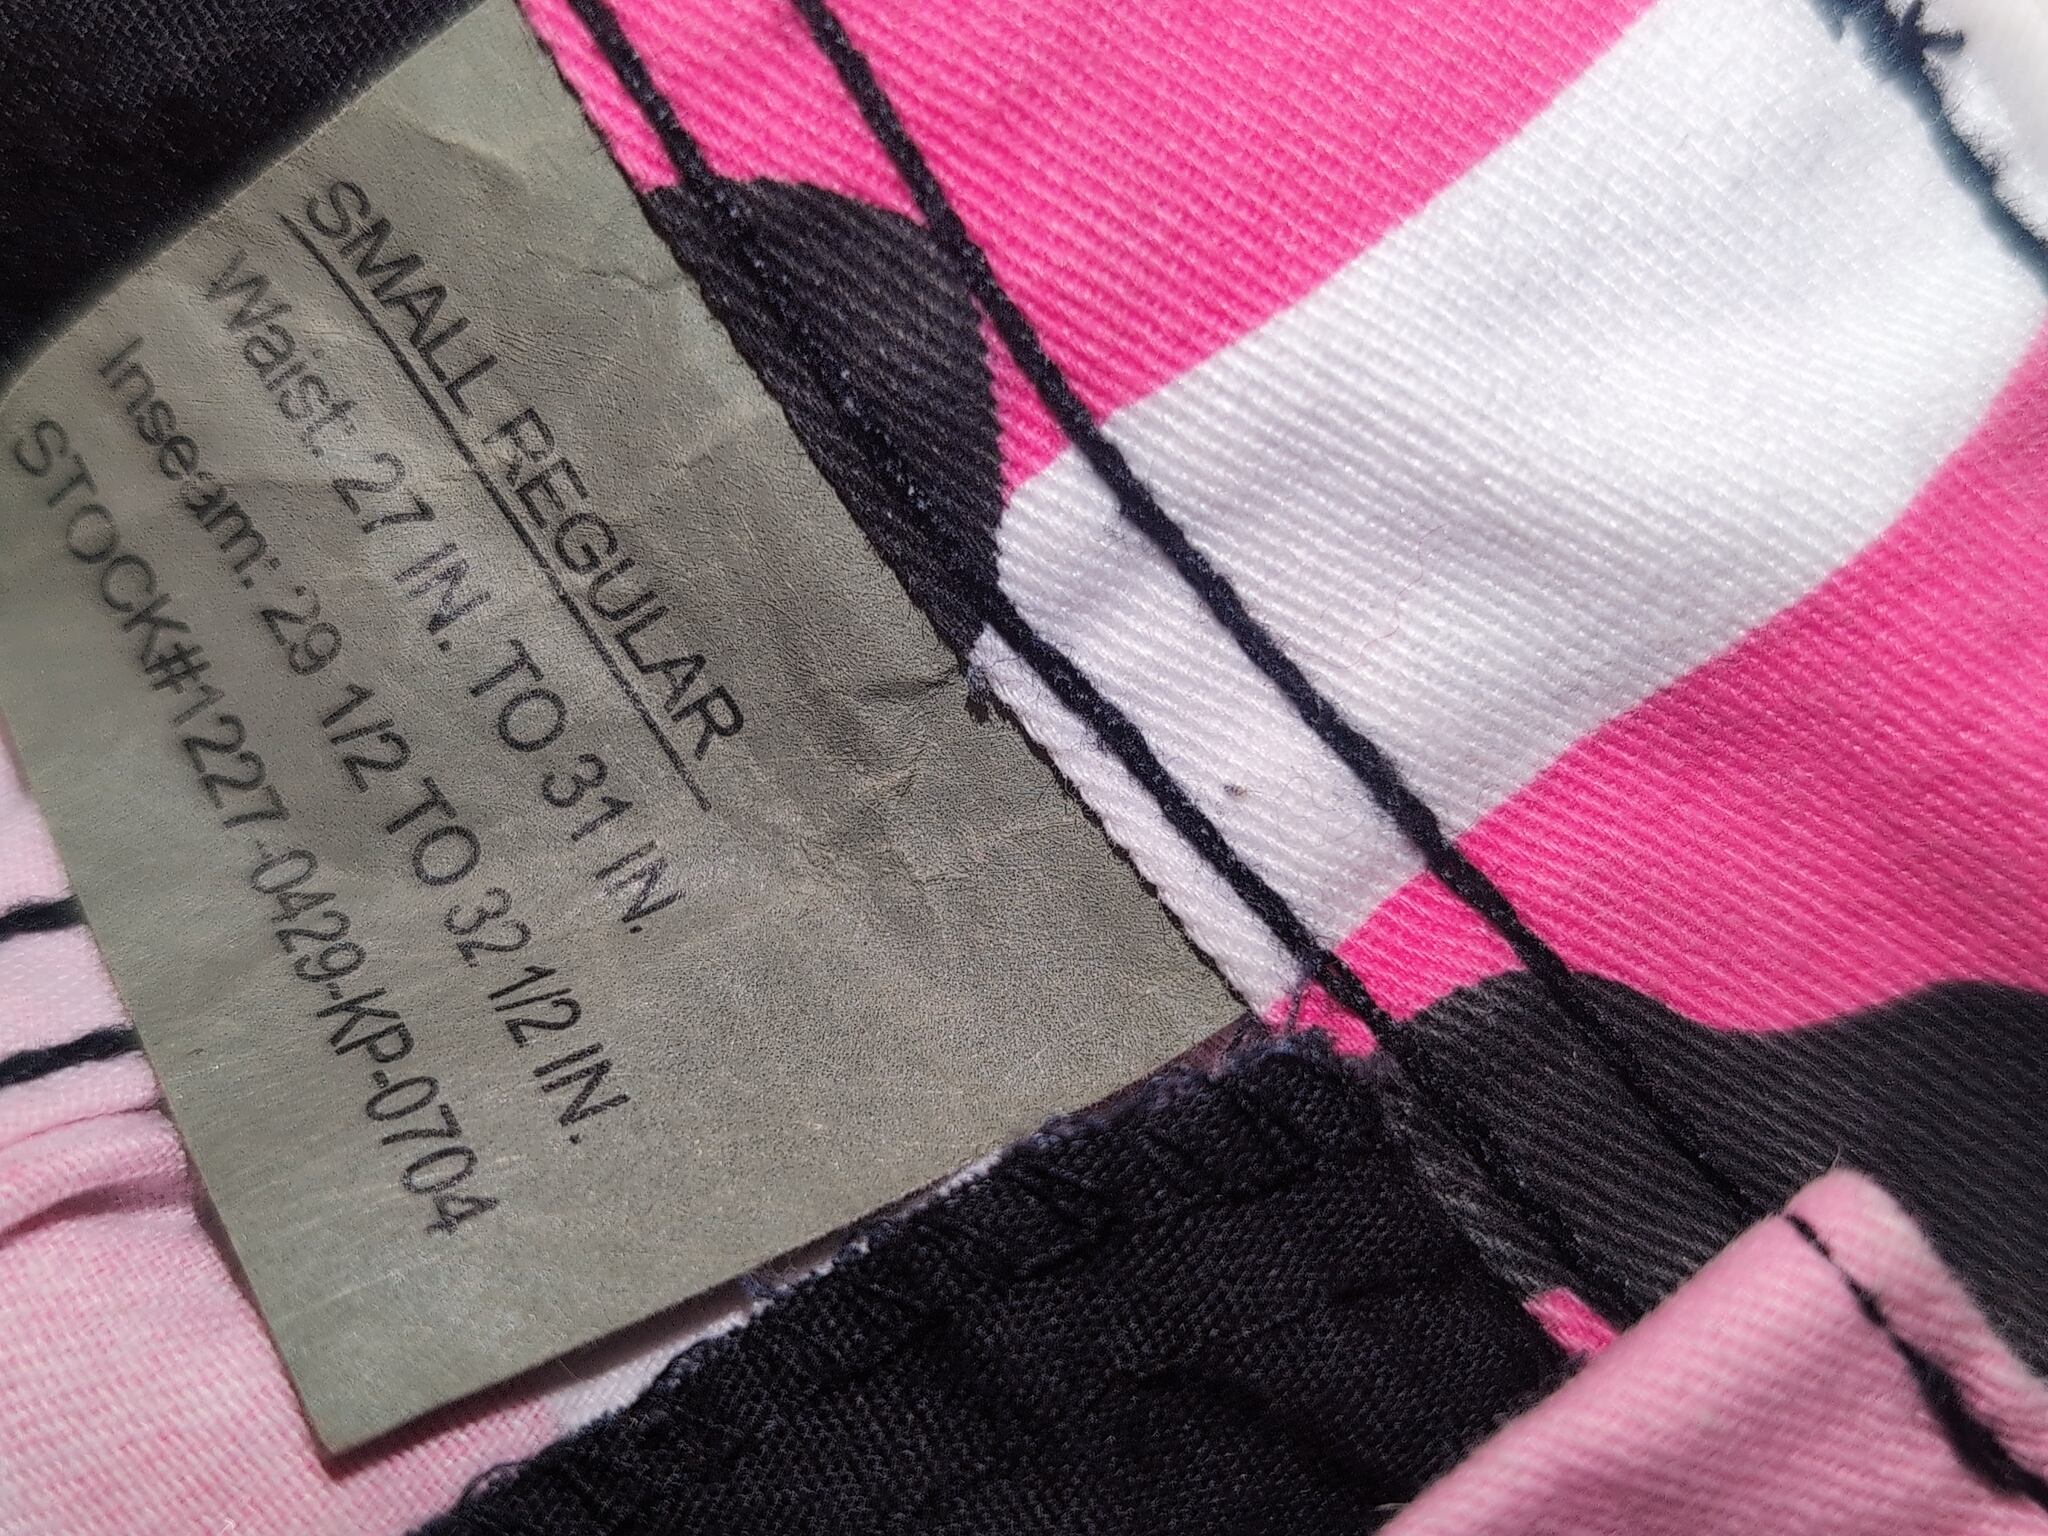 SMALL REGULAR
Waist: 27 IN. TO 31 IN.
Inseam: 29 1/2 TO 32 1/2 IN.
STOCK#1227-0429-KP-0704